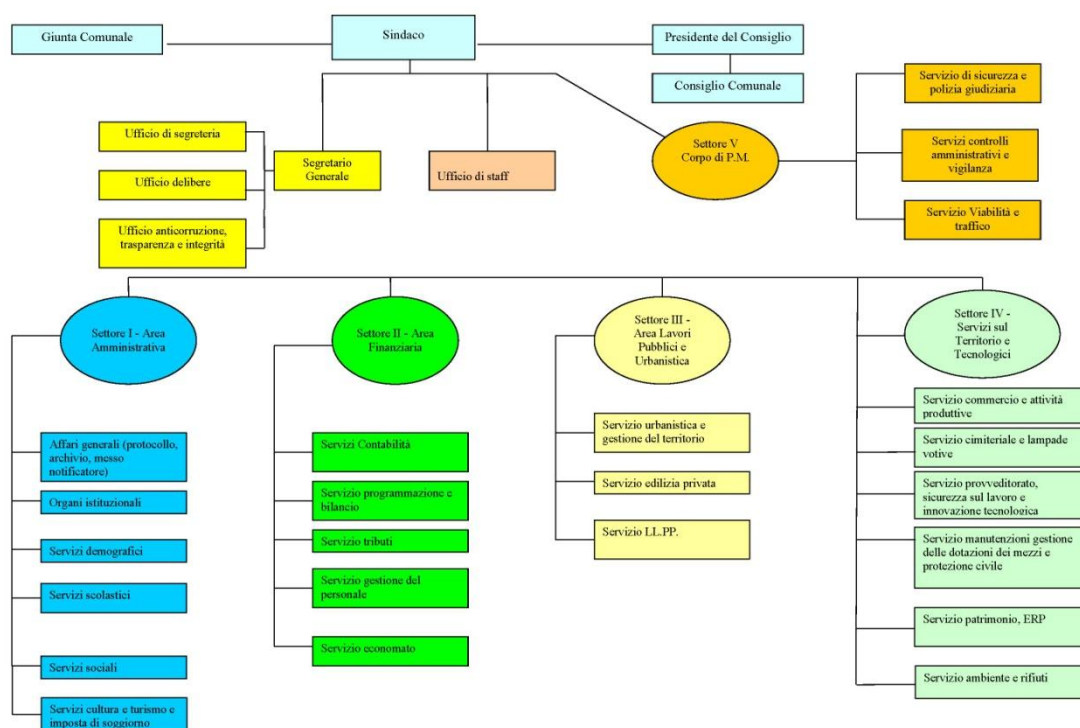 Giunta Comunale
Sindaco
Presidente del Consiglio
Consiglio Comunale
Servizio di sicurezza e
polizia giudiziaria
Ufficio di segreteria
Segretario
Generale
Ufficio di staff
Settore V
Corpo di P.M.
Servizi controlli
amministrativi e
vigilanza
Ufficio delibere
Ufficio anticorruzione,
trasparenza e integrità
Servizio Viabilità e
traffico
Settore I - Area
Amministrativa
Settore II - Area
Finanziaria
Settore III -
Area Lavori
Pubblici e
Urbanistica
Settore IV -
Servizi sul
Territorio e
Tecnologici
Affari generali (protocollo,
archivio, messo
notificatore)
Organi istituzionali
Servizi demografici
Servizi scolastici
Servizi sociali
Servizi cultura e turismo e
imposta di soggiorno
Servizi Contabilità
Servizio programmazione e
bilancio
Servizio tributi
Servizio gestione del
personale
Servizio economato
Servizio urbanistica e
gestione del territorio
Servizio edilizia privata
Servizio LL.PP.
Servizio commercio e attività
produttive
Servizio cimiteriale e lampade
votive
Servizio provveditorato,
sicurezza sul lavoro e
innovazione tecnologica
Servizio manutenzioni gestione
delle dotazioni dei mezzi e
protezione civile
Servizio patrimonio, ERP
Servizio ambiente e rifiuti